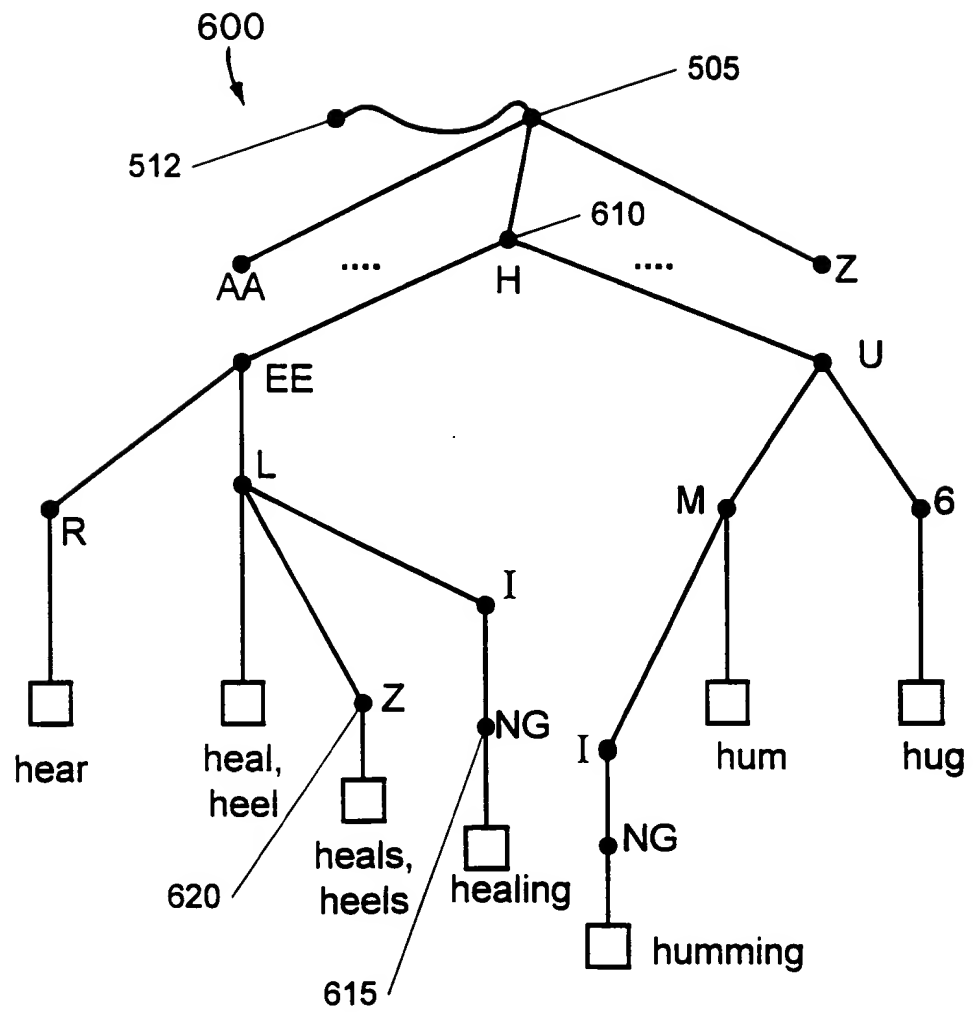 600
505
512
610
AA
....
H
....
Z
EE
U
L
R
M
6
I
Z
NG
I
hear
heal,
heel
hum
hug
heals,
heels
healing
NG
620
humming
615